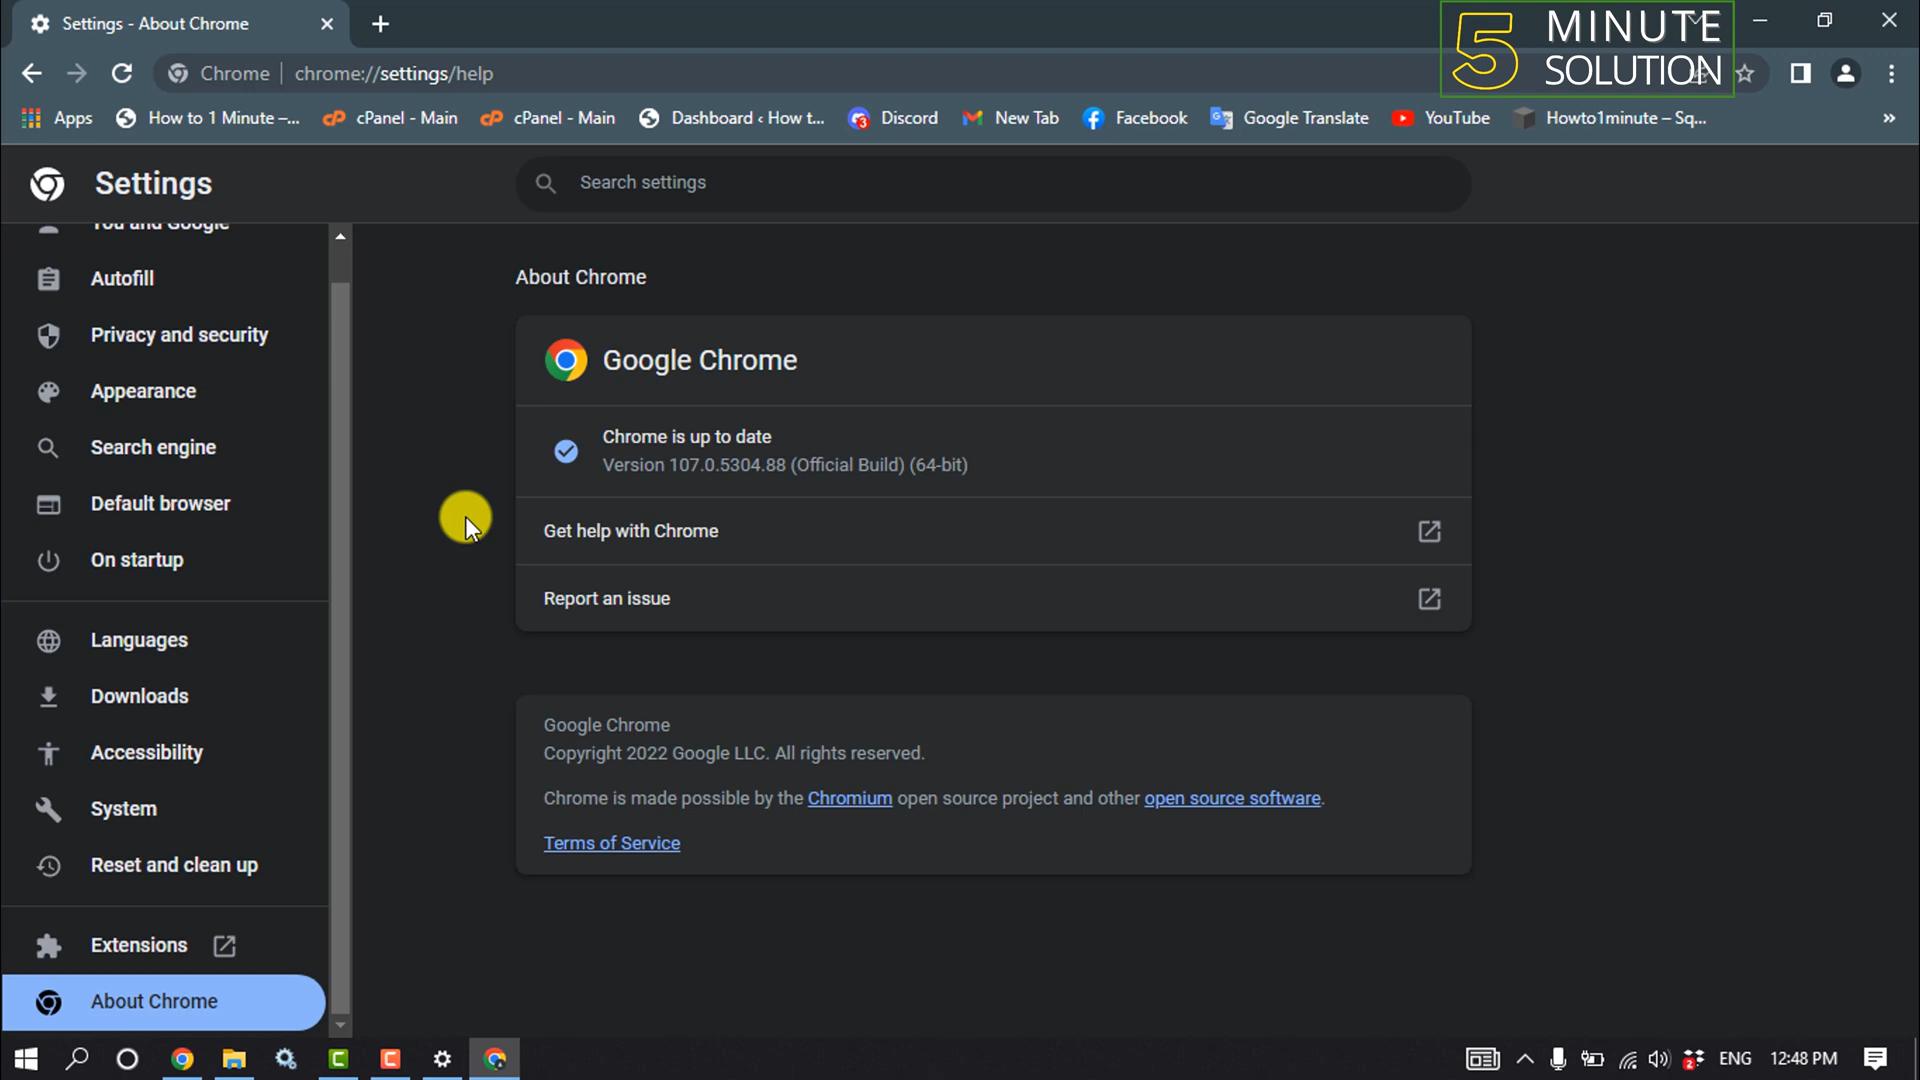 Settings - About Chrome
5 MINUTE SOLUTION
Chrome | chrome://settings/help
Apps
How to 1 Minute –...
cPanel - Main
cPanel - Main
Dashboard ‹ How t...
Discord
New Tab
Facebook
Google Translate
YouTube
Howto1minute – Sq...
»
Settings
Search settings
You and Google
Autofill
Privacy and security
Appearance
Search engine
Default browser
On startup
Languages
Downloads
Accessibility
System
Reset and clean up
Extensions
About Chrome
About Chrome
Google Chrome
Chrome is up to date
Version 107.0.5304.88 (Official Build) (64-bit)
Get help with Chrome
Report an issue
Google Chrome
Copyright 2022 Google LLC. All rights reserved.
Chrome is made possible by the Chromium open source project and other open source software.
Terms of Service
ENG
12:48 PM